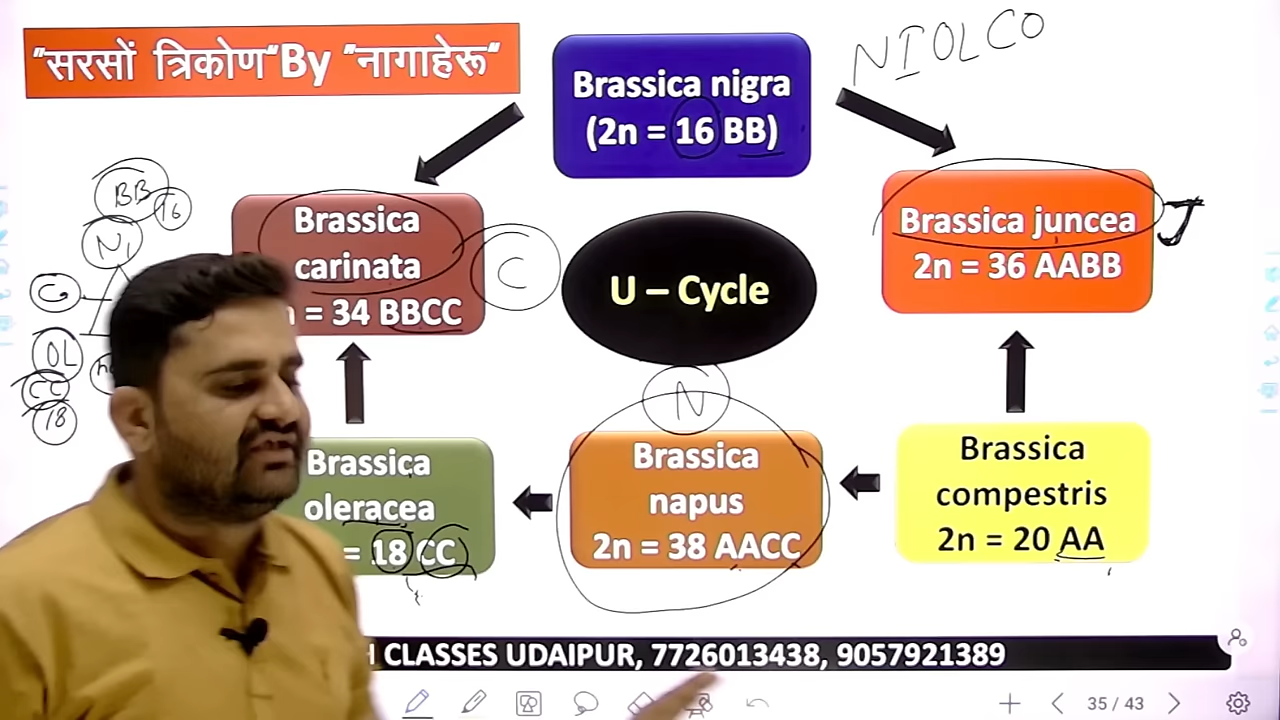 "सरसों त्रिकोण“By “नागाहेरू“
Brassica nigra
(2n = 16 BB)
NIOLCO
BB
16
Ni
C
OL
CC
18
Brassica
carinata
= 34 BBCC
C
U – Cycle
Brassica juncea
2n = 36 AABB
J
N
Brassica
oleracea
= 18 CC
Brassica
napus
2n = 38 AACC
Brassica
compestris
2n = 20 AA
CLASSES UDAIPUR, 7726013438, 9057921389
35 / 43